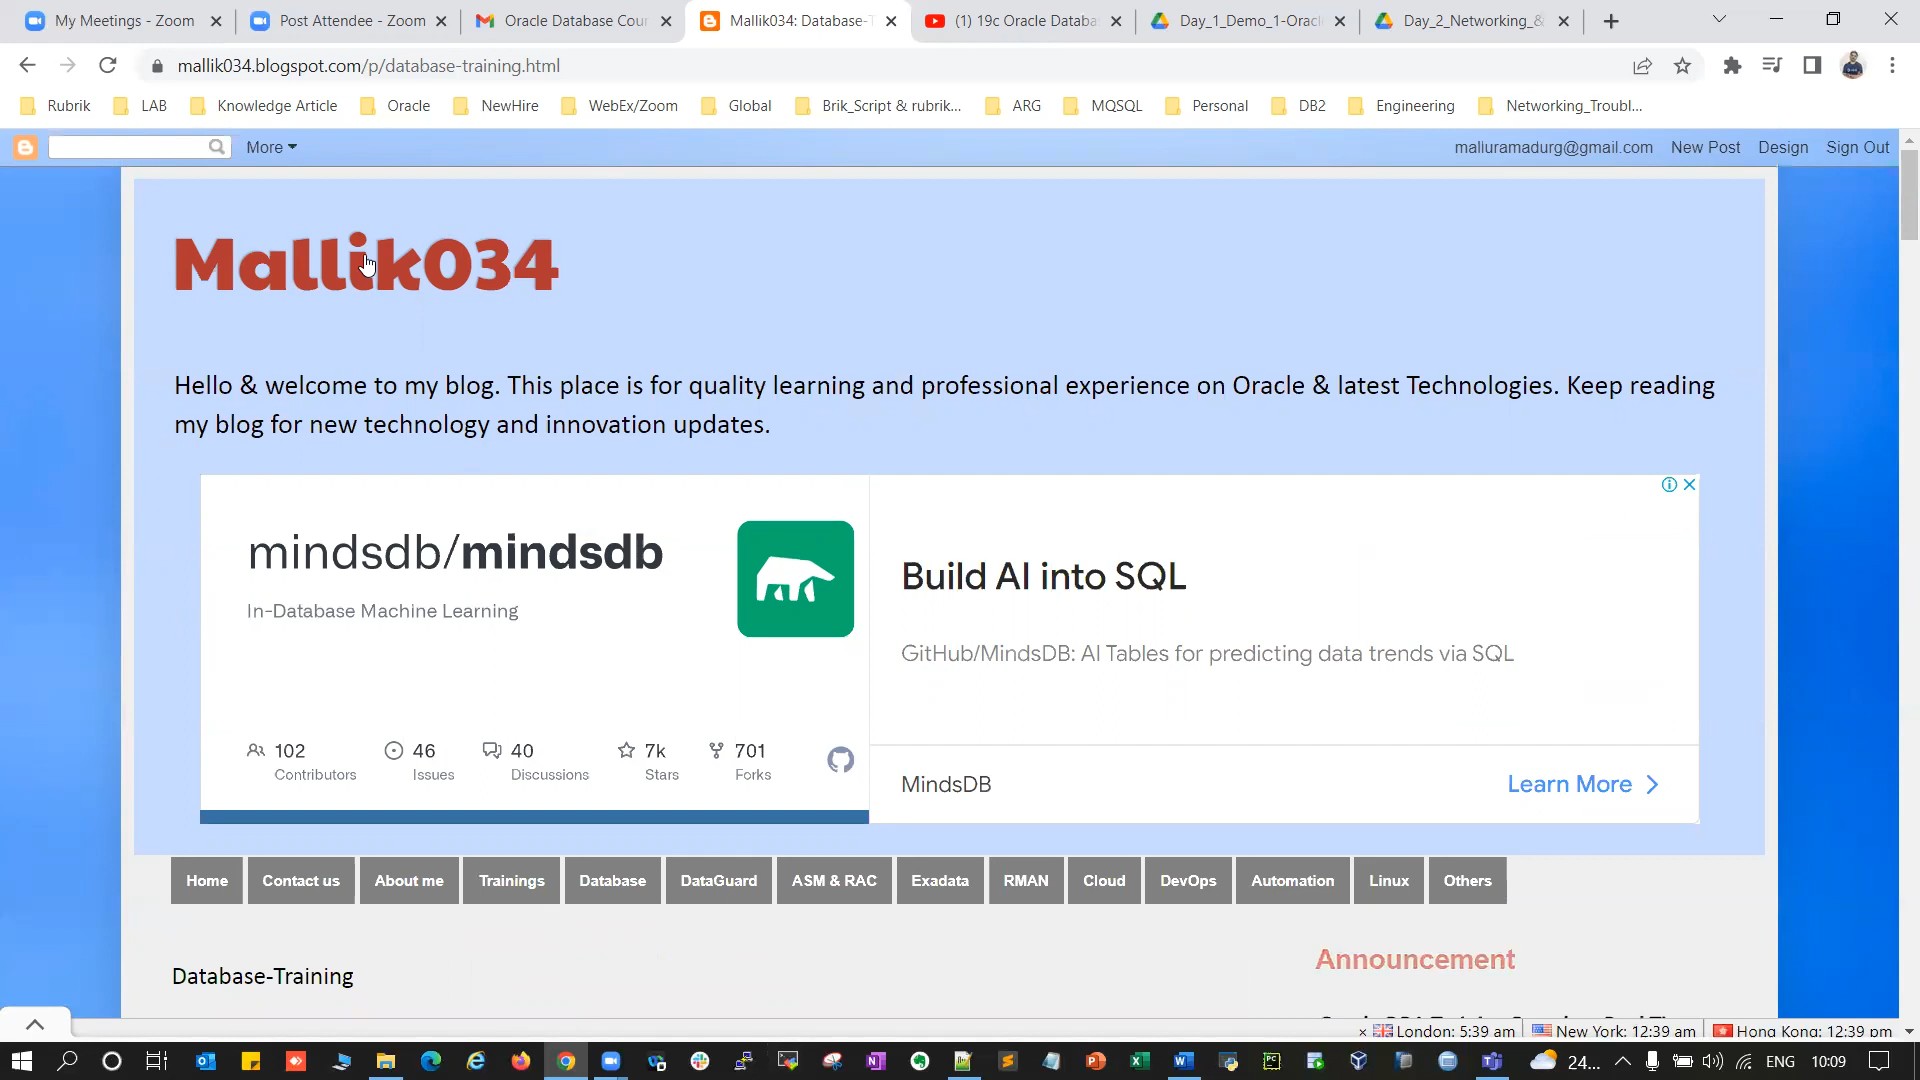 My Meetings - Zoom
Post Attendee - Zoom
Oracle Database Cou
Mallik034: Database-T
(1) 19c Oracle Databa
Day_1_Demo_1-Oracl
Day_2_Networking_&
mallik034.blogspot.com/p/database-training.html
Rubrik
LAB
Knowledge Article
Oracle
NewHire
WebEx/Zoom
Global
Brik_Script & rubrik...
ARG
MQSQL
Personal
DB2
Engineering
Networking_Troubl...
More
malluramadurg@gmail.com
New Post
Design
Sign Out
Mallik034
Hello & welcome to my blog. This place is for quality learning and professional experience on Oracle & latest Technologies. Keep reading
my blog for new technology and innovation updates.
mindsdb/mindsdb
In-Database Machine Learning
102
Contributors
46
Issues
40
Discussions
7k
Stars
701
Forks
Build AI into SQL
GitHub/MindsDB: AI Tables for predicting data trends via SQL
MindsDB
Learn More
Home
Contact us
About me
Trainings
Database
DataGuard
ASM & RAC
Exadata
RMAN
Cloud
DevOps
Automation
Linux
Others
Announcement
Database-Training
London: 5:39 am
New York: 12:39 am
Hong Kong: 12:39 pm
24...
ENG
10:09